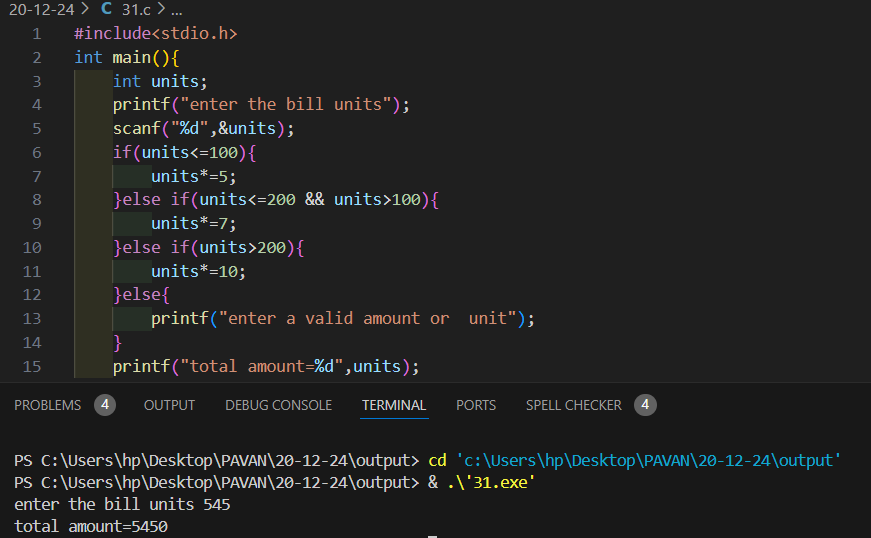 20-12-24 > C 31.c > ...
1 #include<stdio.h>
2 int main(){
3     int units;
4     printf("enter the bill units");
5     scanf("%d",&units);
6     if(units<=100){
7         units*=5;
8     }else if(units<=200 && units>100){
9         units*=7;
10     }else if(units>200){
11         units*=10;
12     }else{
13         printf("enter a valid amount or  unit");
14     }
15     printf("total amount=%d",units);
PROBLEMS 4 OUTPUT DEBUG CONSOLE TERMINAL PORTS SPELL CHECKER 4
PS C:\Users\hp\Desktop\PAVAN\20-12-24\output> cd 'c:\Users\hp\Desktop\PAVAN\20-12-24\output'
PS C:\Users\hp\Desktop\PAVAN\20-12-24\output> & .\'31.exe'
enter the bill units 545
total amount=5450